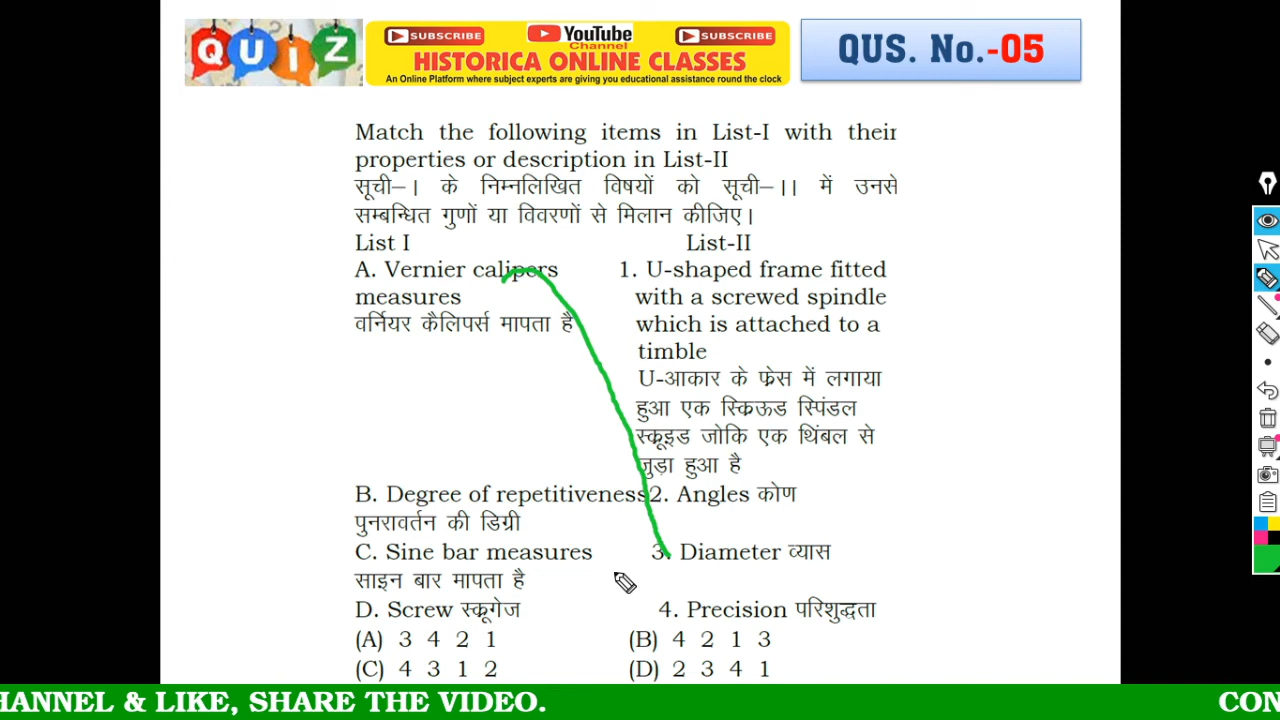 QUIZ
SUBSCRIBE YouTube SUBSCRIBE
Channel
HISTORICA ONLINE CLASSES
An Online Platform where subject experts are giving you educational assistance round the clock
QUS. No.-05
Match the following items in List-I with their
properties or description in List-II
सूची–I के निम्नलिखित विषयों को सूची–II में उनसे
सम्बन्धित गुणों या विवरणों से मिलान कीजिए।
List I List-II
A. Vernier calipers 1. U-shaped frame fitted
measures with a screwed spindle
वर्नियर कैलिपर्स मापता है which is attached to a
timble
U-आकार के फ्रेस में लगाया
हुआ एक स्क्रिऊड स्पिंडल
स्क्रूइड जोकि एक थिंबल से
जुड़ा हुआ है
B. Degree of repetitiveness 2. Angles कोण
पुनरावर्तन की डिग्री
C. Sine bar measures 3. Diameter व्यास
साइन बार मापता है
D. Screw स्क्रूगेज 4. Precision परिशुद्धता
(A) 3 4 2 1 (B) 4 2 1 3
(C) 4 3 1 2 (D) 2 3 4 1
HANNEL & LIKE, SHARE THE VIDEO. CON